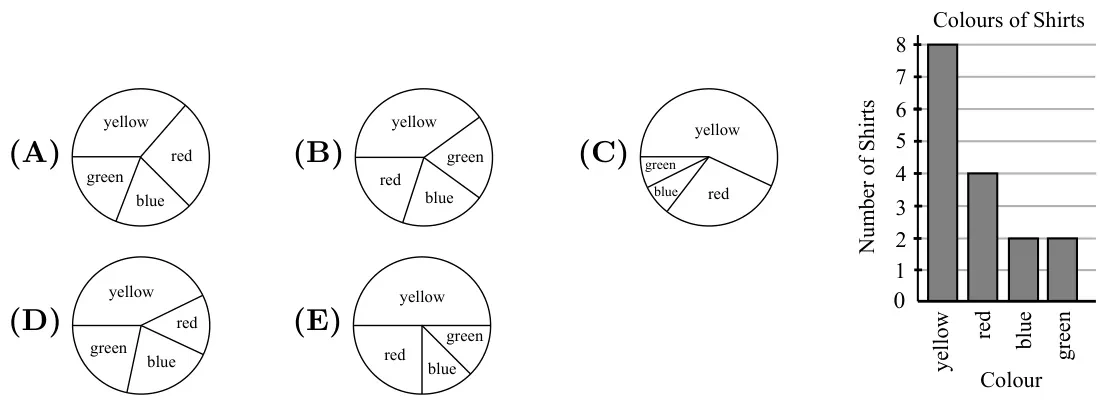 (A)
yellow
red
green
blue
(B)
yellow
green
red
blue
(C)
yellow
green
blue
red
(D)
yellow
red
green
blue
(E)
yellow
green
red
blue
Colours of Shirts
Number of Shirts
8
7
6
5
4
3
2
1
0
yellow
red
blue
green
Colour